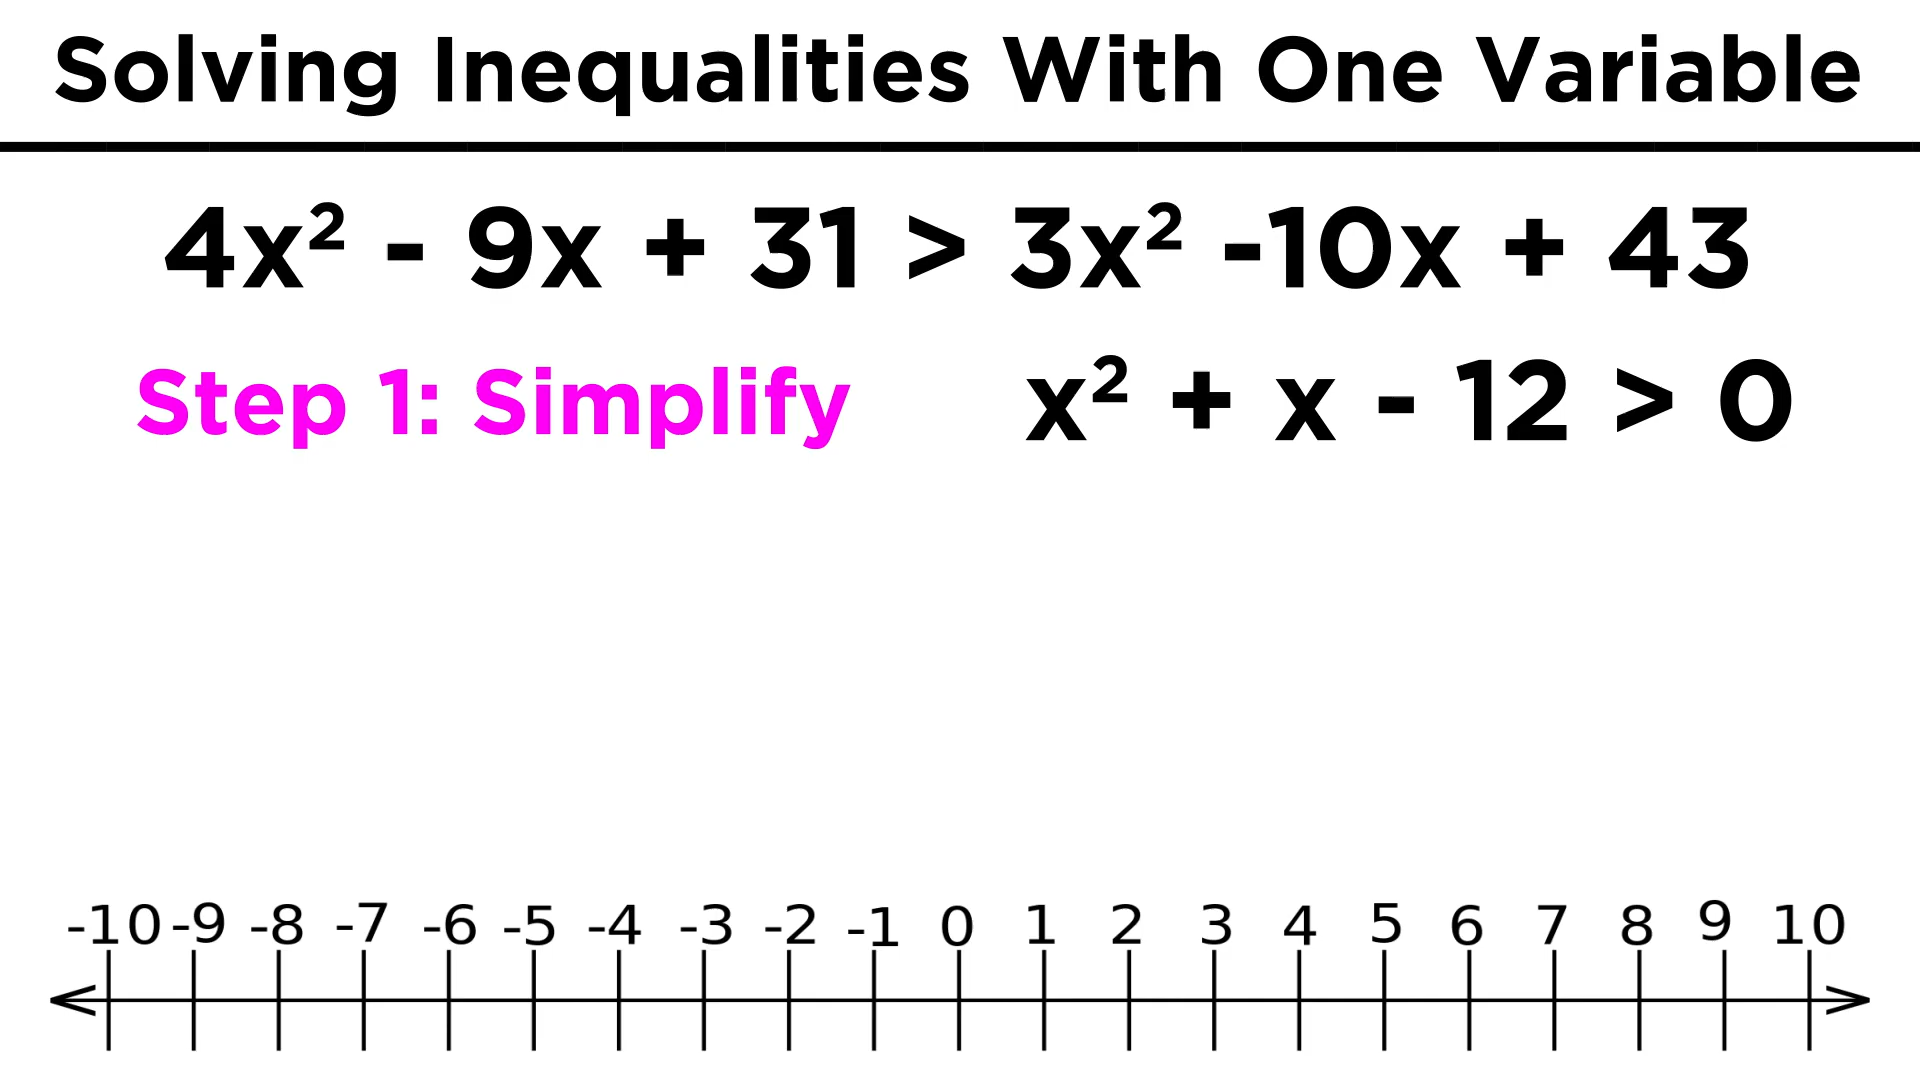 Solving Inequalities With One Variable
4x² - 9x + 31 > 3x² -10x + 43
Step 1: Simplify x² + x - 12 > 0
-10 -9 -8 -7 -6 -5 -4 -3 -2 -1 0 1 2 3 4 5 6 7 8 9 10